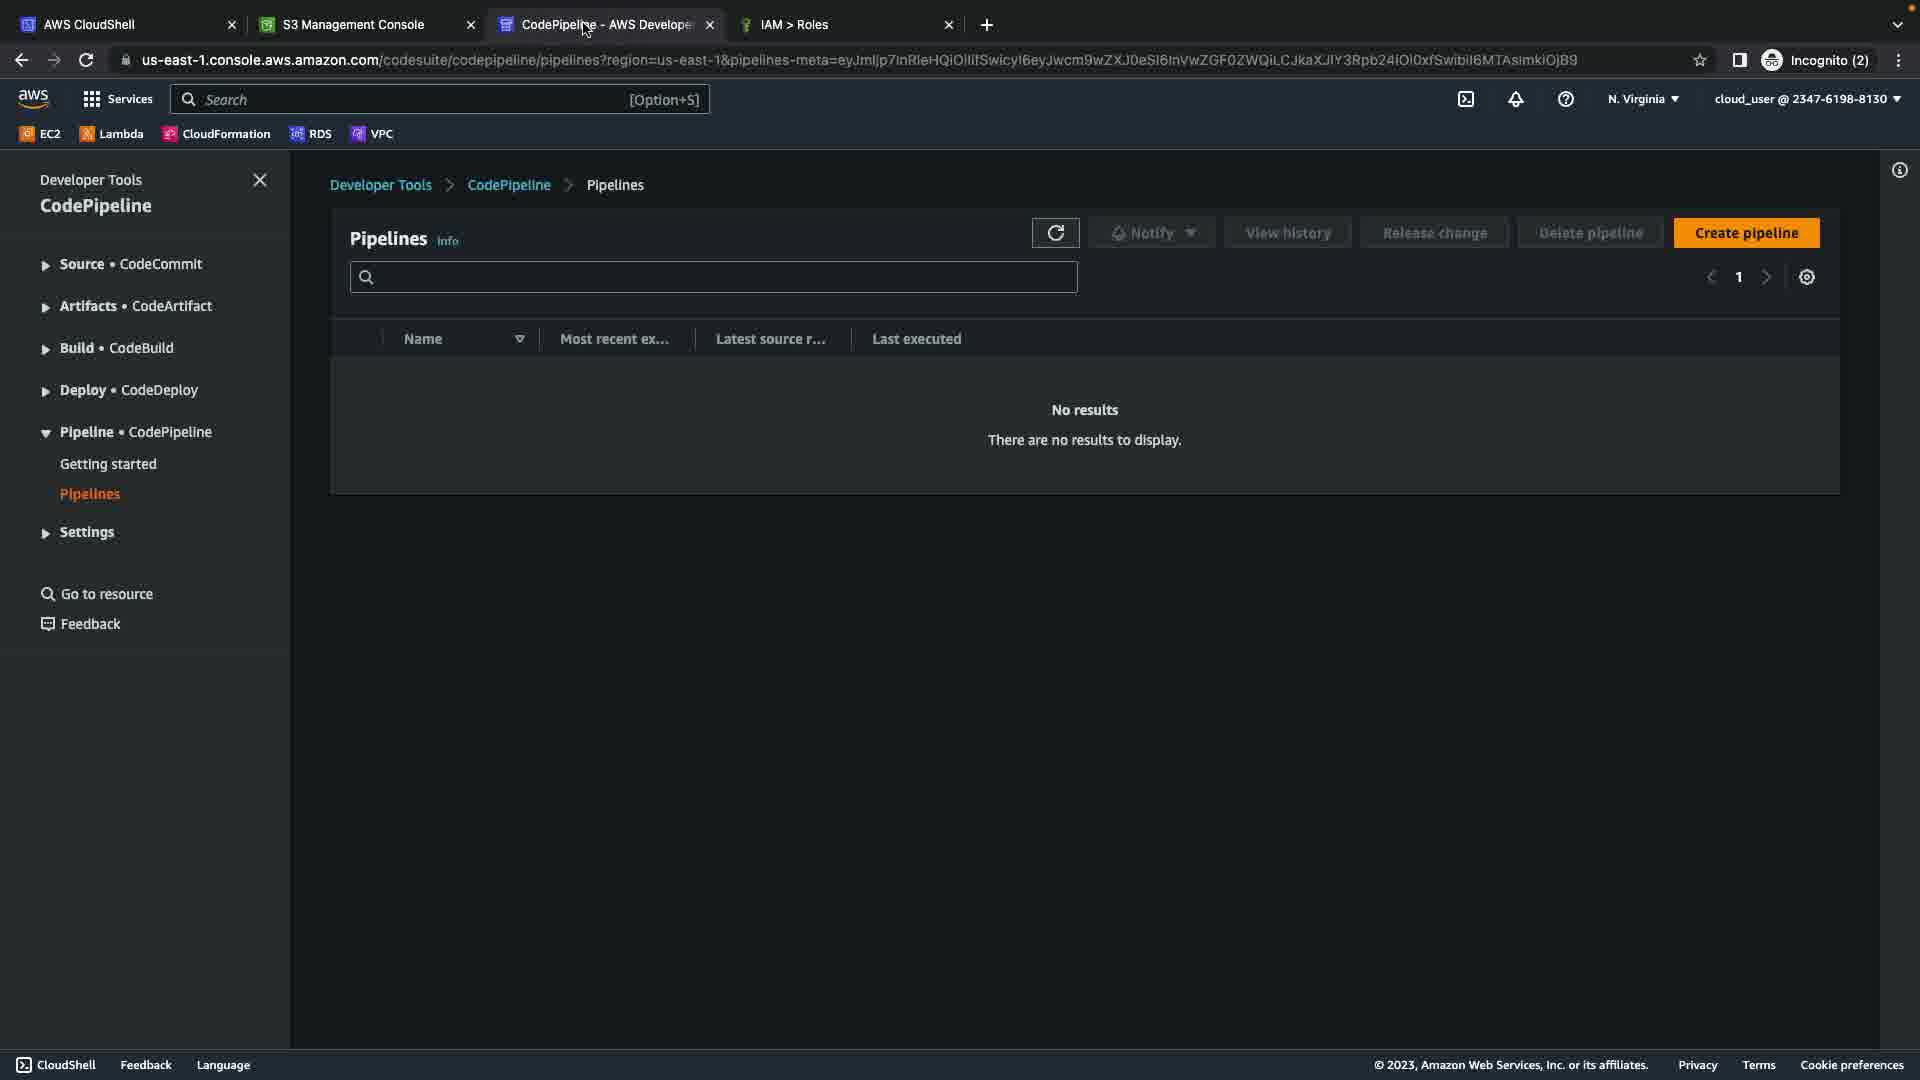 AWS CloudShell
S3 Management Console
CodePipeline - AWS Develope
IAM > Roles
us-east-1.console.aws.amazon.com/codesuite/codepipeline/pipelines?region=us-east-1&pipelines-meta=
Incognito (2)
aws
Services
Search
[Option+S]
N. Virginia
cloud_user @ 2347-6198-8130
EC2
Lambda
CloudFormation
RDS
VPC
Developer Tools
CodePipeline
Source • CodeCommit
Artifacts • CodeArtifact
Build • CodeBuild
Deploy • CodeDeploy
Pipeline • CodePipeline
Getting started
Pipelines
Settings
Go to resource
Feedback
Developer Tools
CodePipeline
Pipelines
Pipelines Info
Notify
View history
Release change
Delete pipeline
Create pipeline
1
Name
Most recent ex...
Latest source r...
Last executed
No results
There are no results to display.
CloudShell
Feedback
Language
© 2023, Amazon Web Services, Inc. or its affiliates.
Privacy
Terms
Cookie preferences